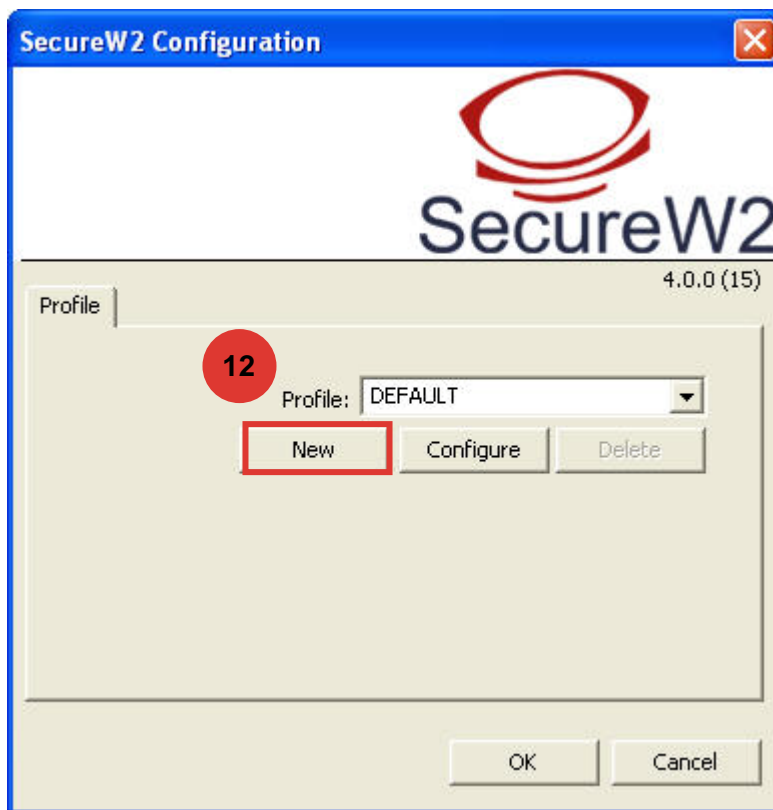 SecureW2 Configuration
SecureW2
4.0.0 (15)
Profile
12
Profile: DEFAULT
New Configure Delete
OK Cancel